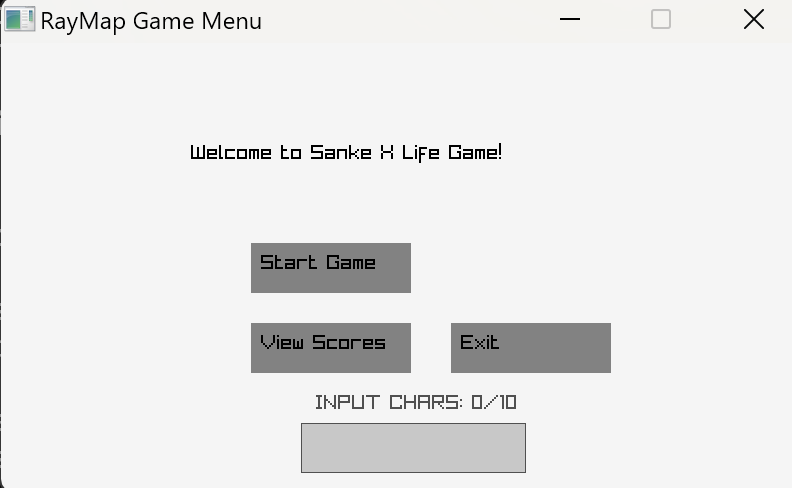 RayMap Game Menu
Welcome to Sanke X Life Game!
Start Game
View Scores
Exit
INPUT CHARS: 0/10